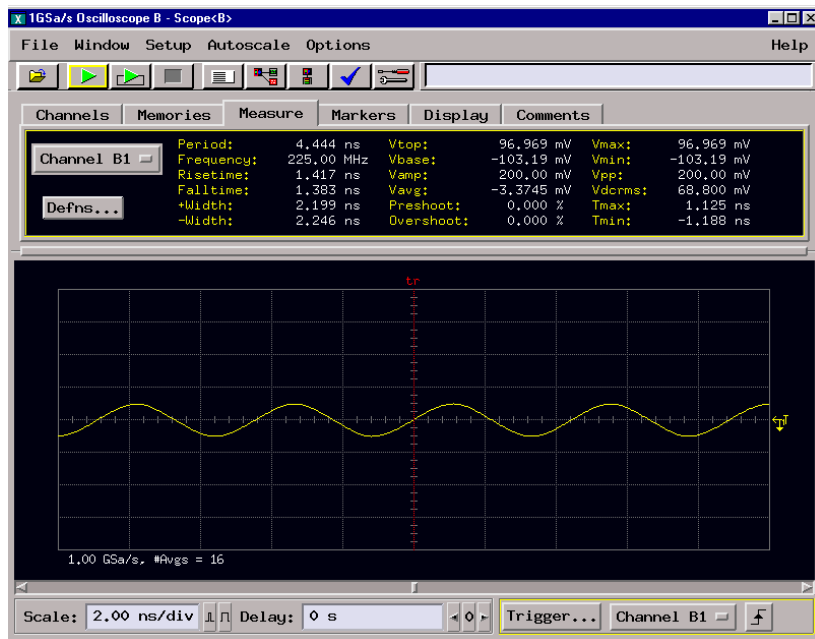 1GSa/s Oscilloscope B - Scope<B>
File Window Setup Autoscale Options Help
Channels Memories Measure Markers Display Comments
Channel B1
Defns...
Period: 4.444 ns Vtop: 96.969 mV Vmax: 96.969 mV
Frequency: 225.00 MHz Vbase: -103.19 mV Vmin: -103.19 mV
Risetime: 1.417 ns Vamp: 200.00 mV Vpp: 200.00 mV
Falltime: 1.383 ns Vavg: -3.3745 mV Vdcrms: 68.800 mV
+Width: 2.199 ns Preshoot: 0.000 % Tmax: 1.125 ns
-Width: 2.246 ns Overshoot: 0.000 % Tmin: -1.188 ns
tr
T
1.00 GSa/s, #Avgs = 16
Scale: 2.00 ns/div Delay: 0 s 0 Trigger... Channel B1